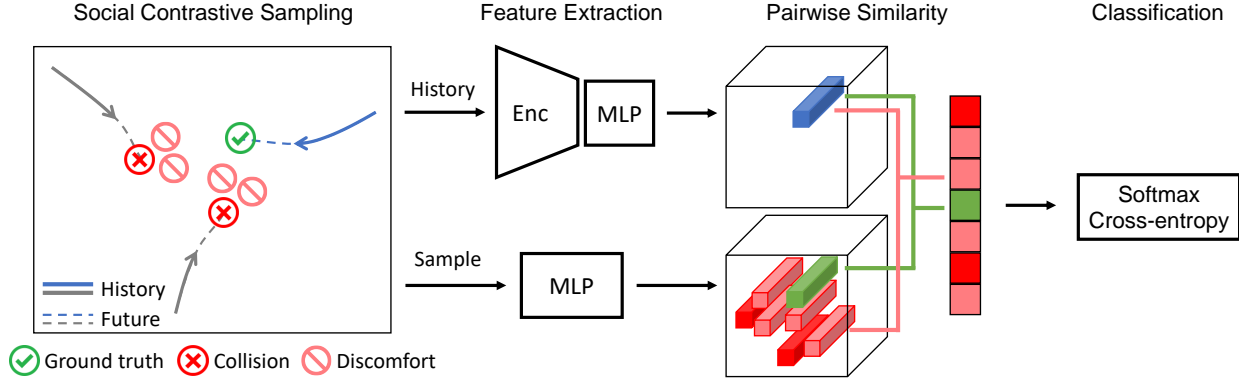 Social Contrastive Sampling
Feature Extraction
Pairwise Similarity
Classification
History
Enc
MLP
Softmax
Cross-entropy
Sample
MLP
History
Future
Ground truth
Collision
Discomfort